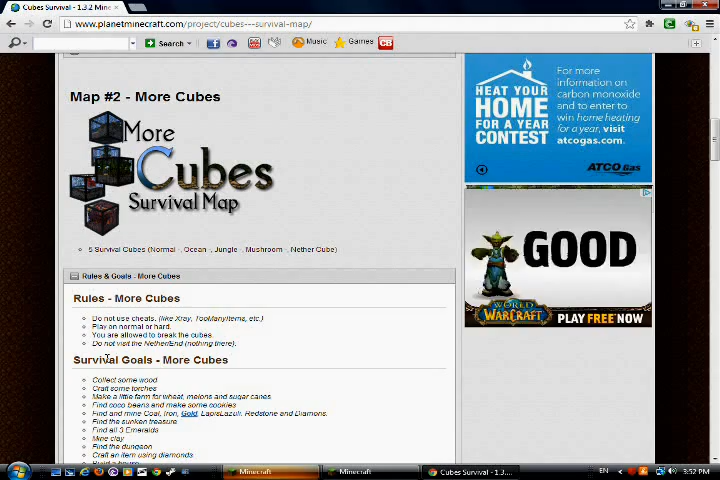 Cubes Survival - 1.3.2 Mine
www.planetminecraft.com/project/cubes---survival-map/
Search
Music
Games
CB
Map #2 - More Cubes
More
Cubes
Survival Map
5 Survival Cubes (Normal -, Ocean -, Jungle -, Mushroom -, Nether Cube)
Rules & Goals - More Cubes
Rules - More Cubes
Do not use cheats. (like Xray, TooManyItems, etc.)
Play on normal or hard.
You are allowed to break the cubes.
Do not visit the Nether/End (nothing there).
Survival Goals - More Cubes
Collect some wood
Craft some torches
Make a little farm for wheat, melons and sugar canes
Find coco beans and make some cookies
Find and mine Coal, Iron, Gold, LapisLazuli, Redstone and Diamonds.
Find the sunken treasure
Find all 3 Emeralds
Mine clay
Find the dungeon
Craft an item using diamonds
HEAT YOUR
HOME
FOR A YEAR
CONTEST
For more
information on
carbon monoxide
and to enter to
win home heating
for a year, visit
atcogas.com.
ATCO Gas
GOOD
WORLD
WARCRAFT
PLAY FREE NOW
Minecraft
Minecraft
Cubes Survival - 1.3....
EN
3:52 PM